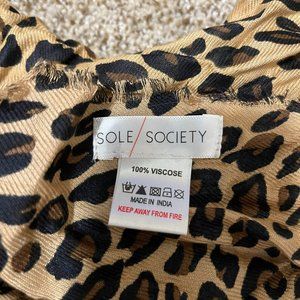 SOLE/SOCIETY
100% VISCOSE
MADE IN INDIA
KEEP AWAY FROM FIRE